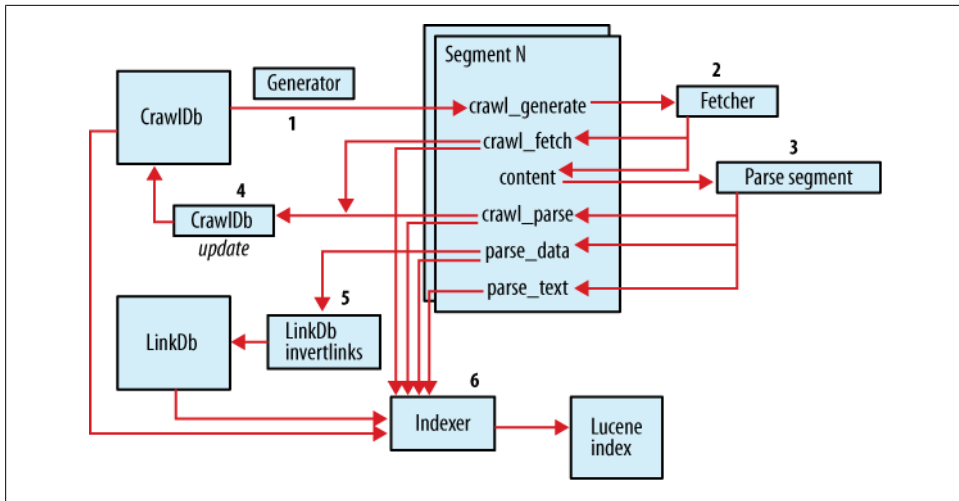 Segment N
Generator
2
Fetcher
CrawlDb
1
crawl_generate
crawl_fetch
3
content
Parse segment
4
CrawlDb
update
crawl_parse
parse_data
parse_text
5
LinkDb
LinkDb
invertlinks
6
Indexer
Lucene
index